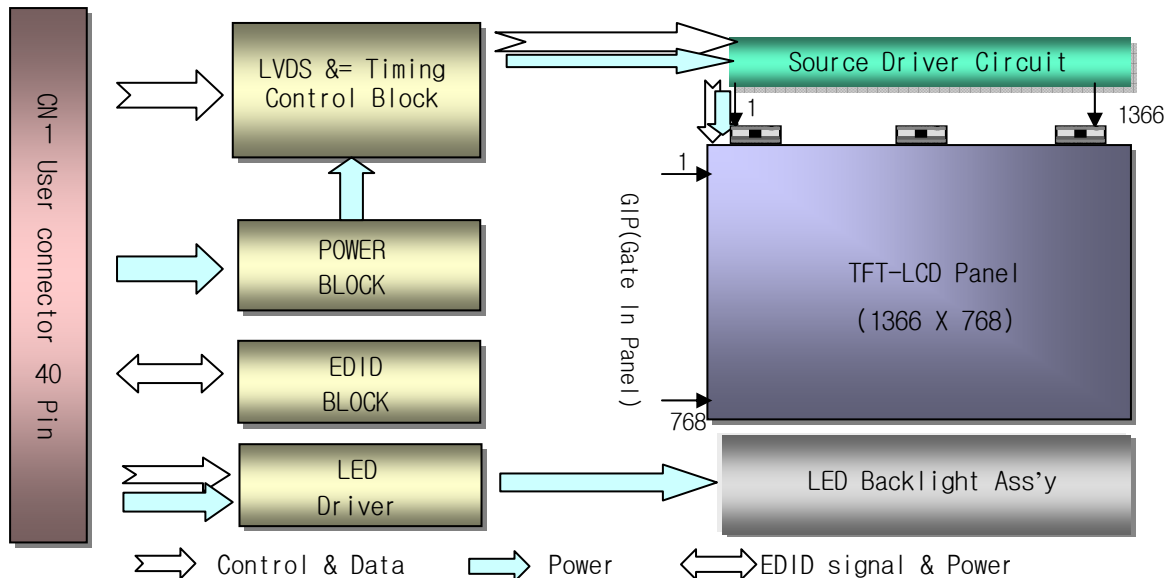 CN1- User connector 40 Pin
LVDS &= Timing
Control Block
POWER
BLOCK
EDID
BLOCK
LED
Driver
Source Driver Circuit
1
1366
1
GIP(Gate In Panel)
768
TFT-LCD Panel
(1366 X 768)
LED Backlight Ass'y
Control & Data
Power
EDID signal & Power